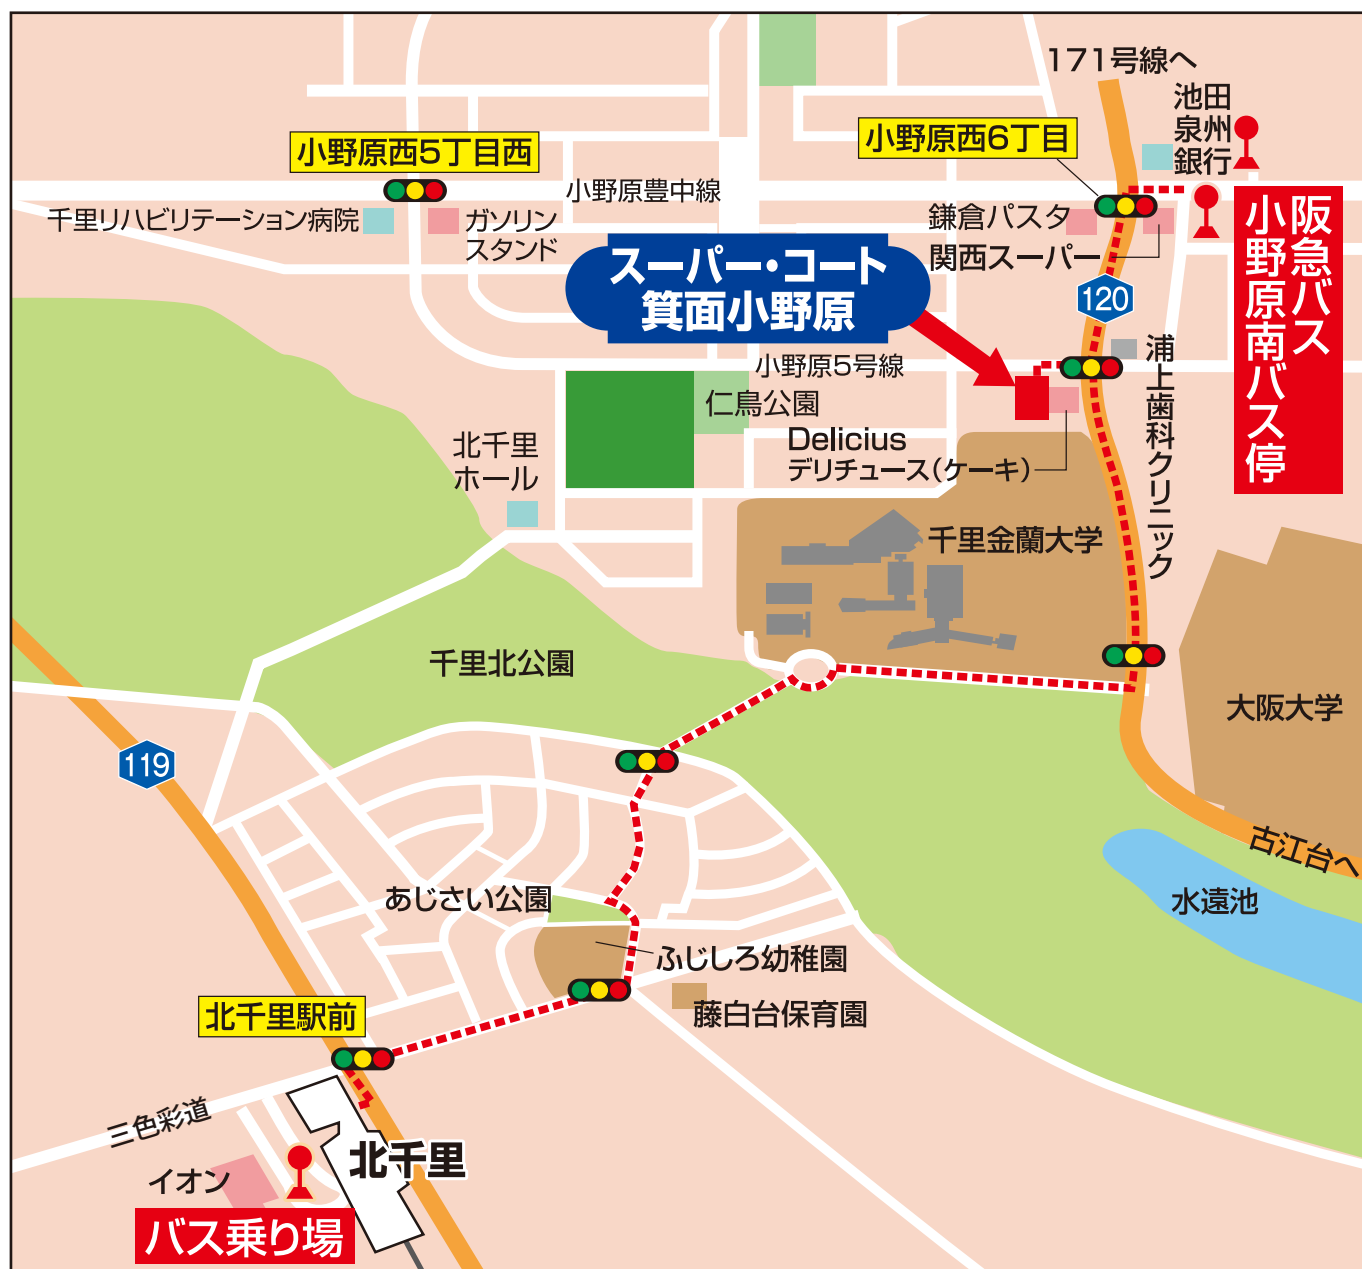 171号線へ
池田
泉州
銀行
小野原西5丁目西
小野原西6丁目
小野原豊中線
千里リハビリテーション病院
ガソリン
スタンド
鎌倉パスタ
関西スーパー
阪急バス
小野原南バス停
スーパー・コート
箕面小野原
120
浦上歯科クリニック
小野原5号線
仁鳥公園
Delicius
デリチュース(ケーキ)
北千里
ホール
千里金蘭大学
千里北公園
大阪大学
119
古江台へ
水遠池
あじさい公園
ふじしろ幼稚園
藤白台保育園
北千里駅前
三色彩道
北千里
イオン
バス乗り場